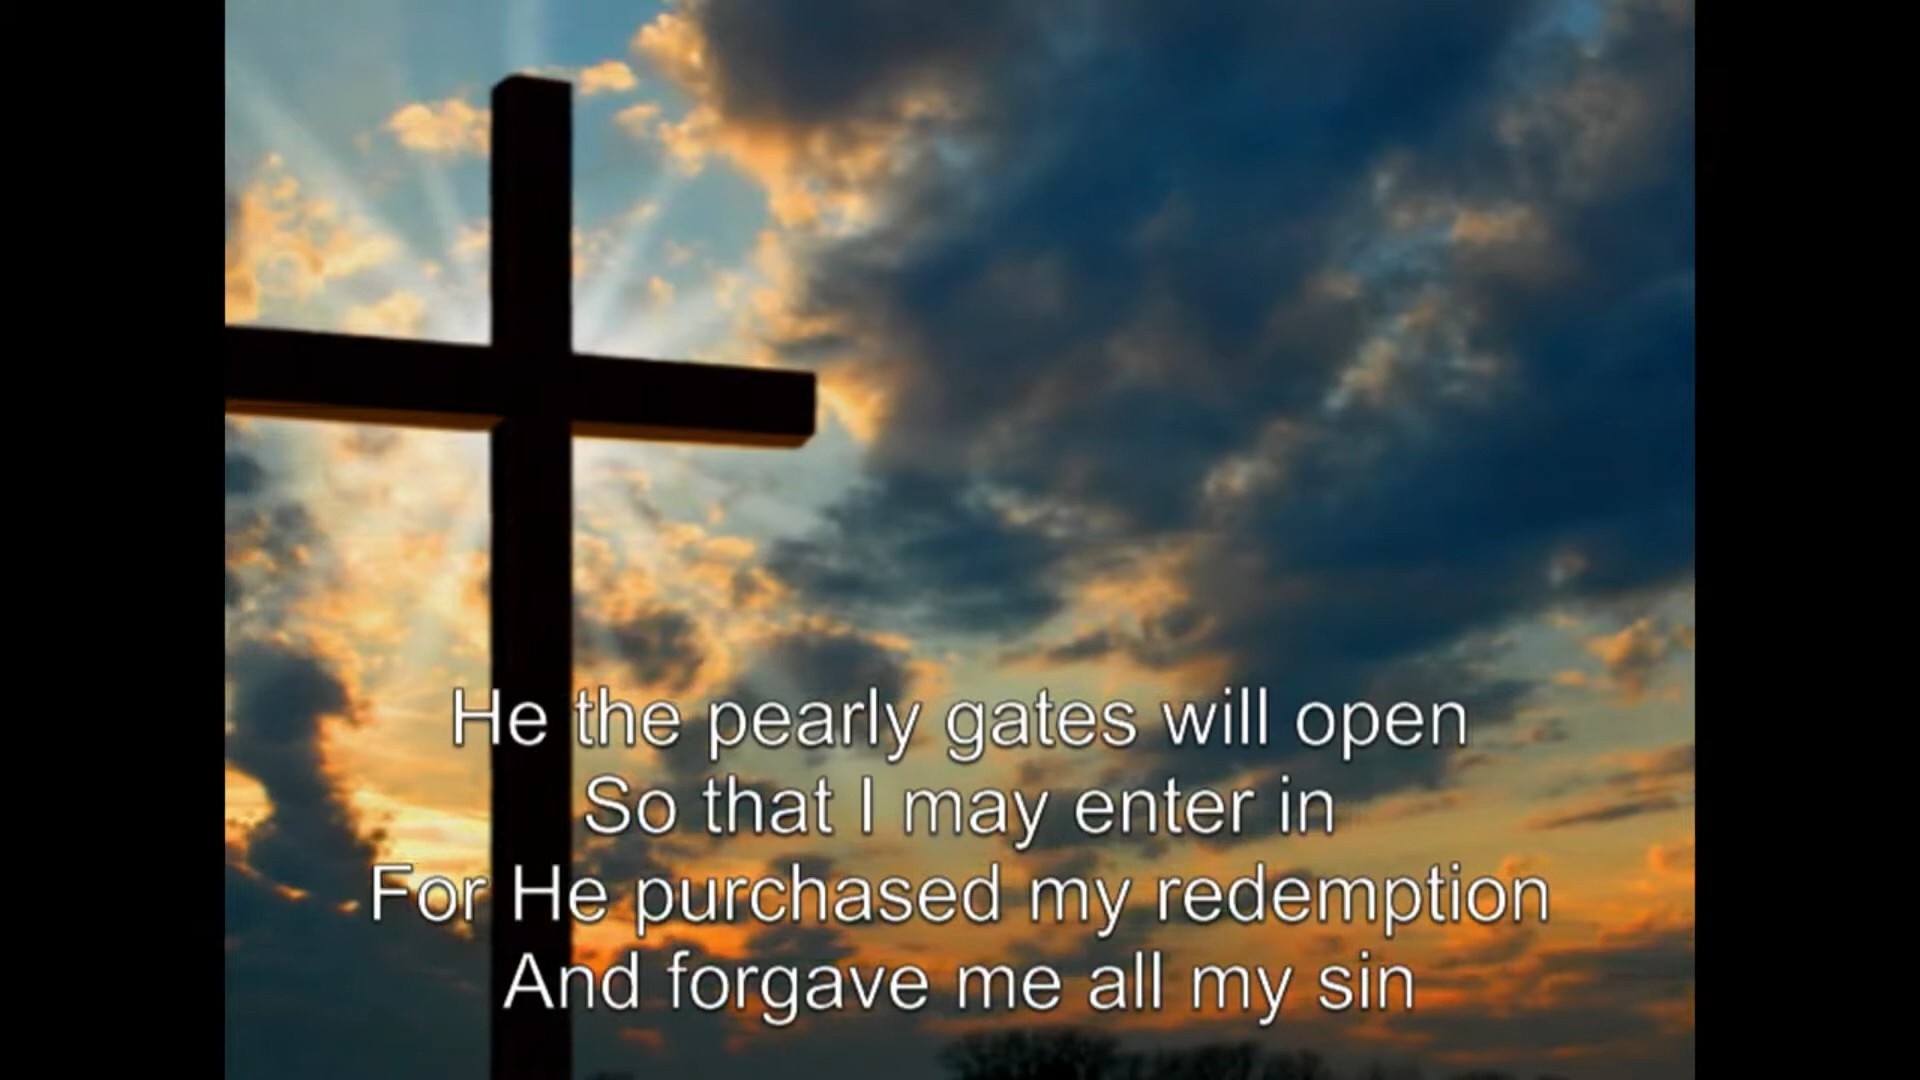 He the pearly gates will open
So that I may enter in
For He purchased my redemption
And forgave me all my sin